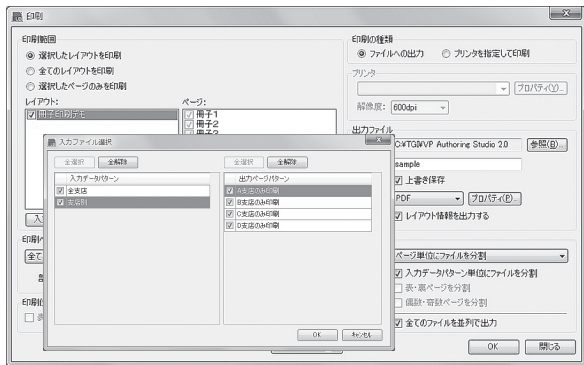 印刷
印刷範囲
選択したレイアウトを印刷
全てのレイアウトを印刷
選択したページのみを印刷
レイアウト:
ページ:
冊子印刷デモ
冊子1
冊子2
印刷の種類
ファイルへの出力
プリンタを指定して印刷
プリンタ
プロパティ(Y)...
解像度:
600dpi
出力ファイル
C:¥TG¥VP Authoring Studio 2.0
参照(B)...
sample
上書き保存
PDF
プロパティ(P)...
レイアウト情報を出力する
ページ単位にファイルを分割
入力データパターン単位にファイルを分割
表・裏ページを分割
偶数・奇数ページを分割
全てのファイルを並列で出力
OK
閉じる
入力ファイル選択
全選択
全解除
全選択
全解除
入力データパターン
全支店
支店別
出力ページパターン
A支店のみ印刷
B支店のみ印刷
C支店のみ印刷
D支店のみ印刷
OK
キャンセル